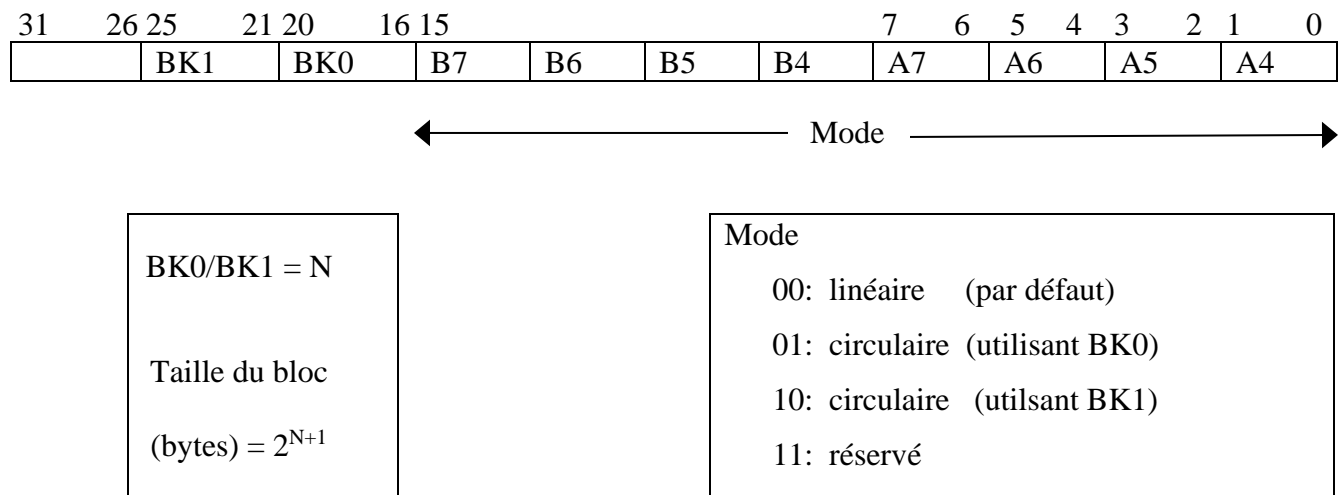 31 26 25 21 20 16 15 7 6 5 4 3 2 1 0
BK1 BK0 B7 B6 B5 B4 A7 A6 A5 A4
Mode
BK0/BK1 = N
Taille du bloc
(bytes) = 2^{N+1}
Mode
00: linéaire (par défaut)
01: circulaire (utilisant BK0)
10: circulaire (utilsant BK1)
11: réservé